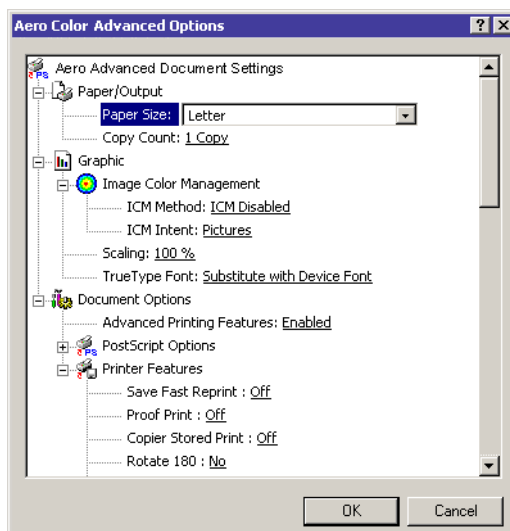 Aero Color Advanced Options
Aero Advanced Document Settings
Paper/Output
Paper Size: Letter
Copy Count: 1 Copy
Graphic
Image Color Management
ICM Method: ICM Disabled
ICM Intent: Pictures
Scaling: 100 %
TrueType Font: Substitute with Device Font
Document Options
Advanced Printing Features: Enabled
PostScript Options
Printer Features
Save Fast Reprint : Off
Proof Print : Off
Copier Stored Print : Off
Rotate 180 : No
OK Cancel